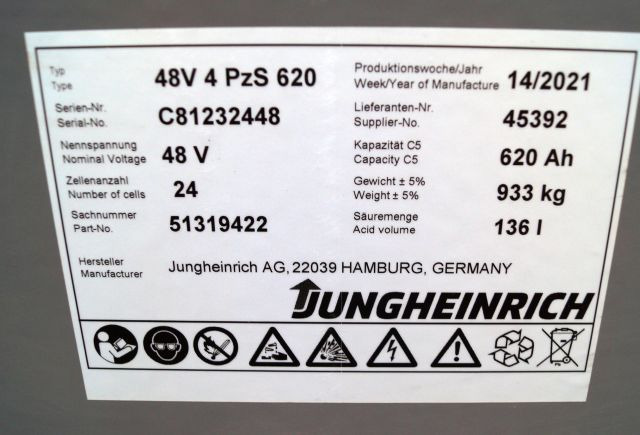 Typ
Type
48V 4 PzS 620
Produktionswoche/Jahr
Week/Year of Manufacture
14/2021
Serien-Nr.
Serial-No.
C81232448
Lieferanten-Nr.
Supplier-No.
45392
Nennspannung
Nominal Voltage
48 V
Kapazität C5
Capacity C5
620 Ah
Zellenanzahl
Number of cells
24
Gewicht ± 5%
Weight ± 5%
933 kg
Sachnummer
Part-No.
51319422
Säuremenge
Acid volume
136 l
Hersteller
Manufacturer
Jungheinrich AG, 22039 HAMBURG, GERMANY
JUNGHEINRICH